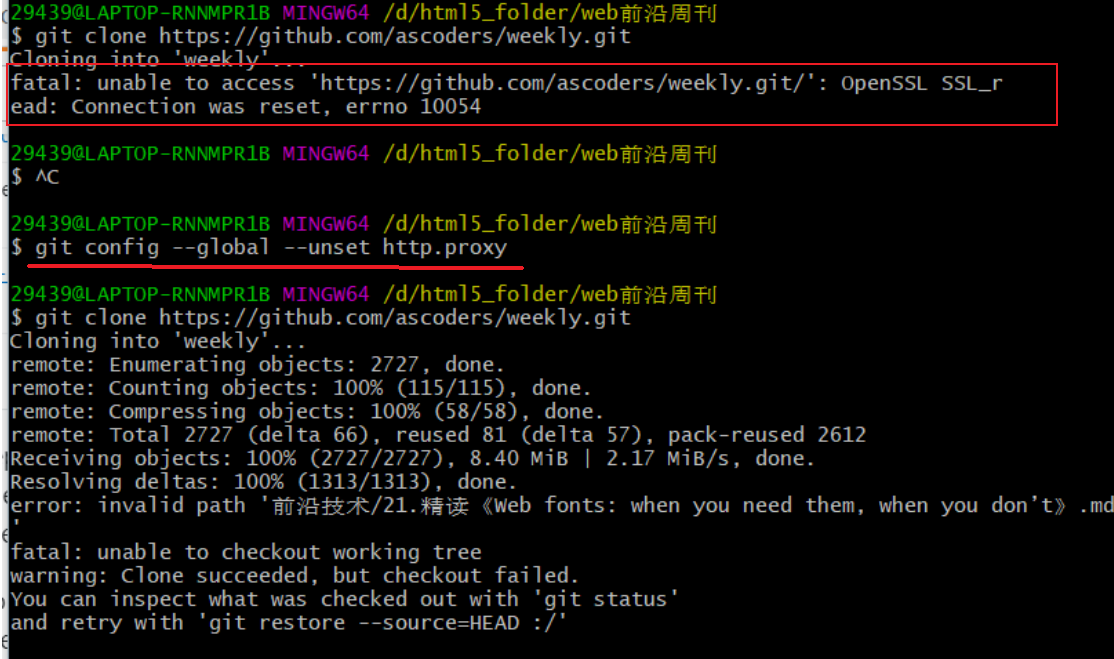 29439@LAPTOP-RNNMPR1B MINGW64 /d/html5_folder/web前沿周刊
$ git clone https://github.com/ascoders/weekly.git
Cloning into 'weekly'...
fatal: unable to access 'https://github.com/ascoders/weekly.git/': OpenSSL SSL_r
ead: Connection was reset, errno 10054
29439@LAPTOP-RNNMPR1B MINGW64 /d/html5_folder/web前沿周刊
$ ^C
29439@LAPTOP-RNNMPR1B MINGW64 /d/html5_folder/web前沿周刊
$ git config --global --unset http.proxy
29439@LAPTOP-RNNMPR1B MINGW64 /d/html5_folder/web前沿周刊
$ git clone https://github.com/ascoders/weekly.git
Cloning into 'weekly'...
remote: Enumerating objects: 2727, done.
remote: Counting objects: 100% (115/115), done.
remote: Compressing objects: 100% (58/58), done.
remote: Total 2727 (delta 66), reused 81 (delta 57), pack-reused 2612
Receiving objects: 100% (2727/2727), 8.40 MiB | 2.17 MiB/s, done.
Resolving deltas: 100% (1313/1313), done.
error: invalid path '前沿技术/21.精读《Web fonts: when you need them, when you don’t》.md
'
fatal: unable to checkout working tree
warning: Clone succeeded, but checkout failed.
You can inspect what was checked out with 'git status'
and retry with 'git restore --source=HEAD :/'